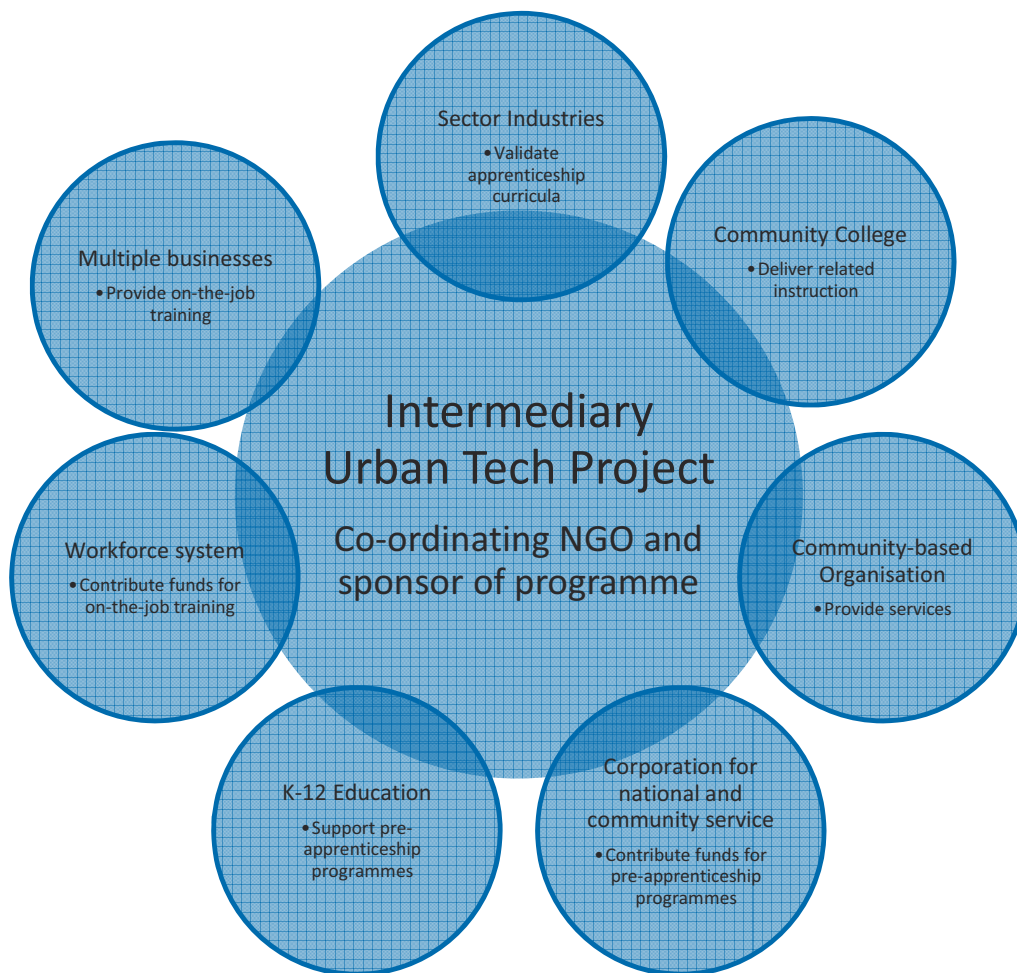 Sector Industries
•Validate
apprenticeship
curricula
Community College
•Deliver related
instruction
Community-based
Organisation
•Provide services
Corporation for
national and
community service
•Contribute funds for
pre-apprenticeship
programmes
K-12 Education
•Support pre-
apprenticeship
programmes
Workforce system
•Contribute funds for
on-the-job training
Multiple businesses
•Provide on-the-job
training
Intermediary
Urban Tech Project
Co-ordinating NGO and
sponsor of programme